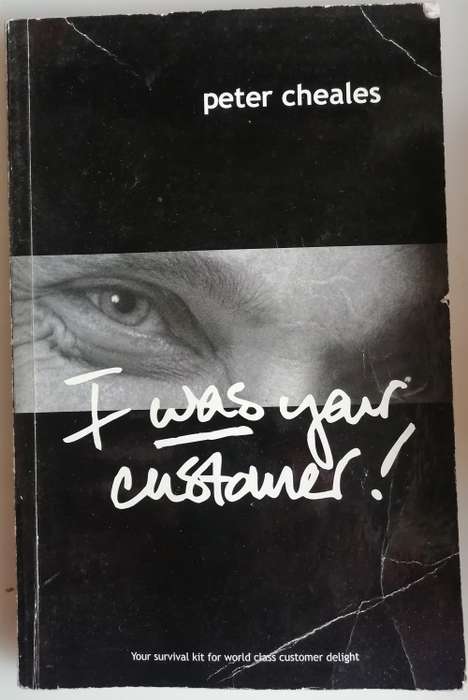 peter cheales
I was your
customer!
Your survival kit for world class customer delight